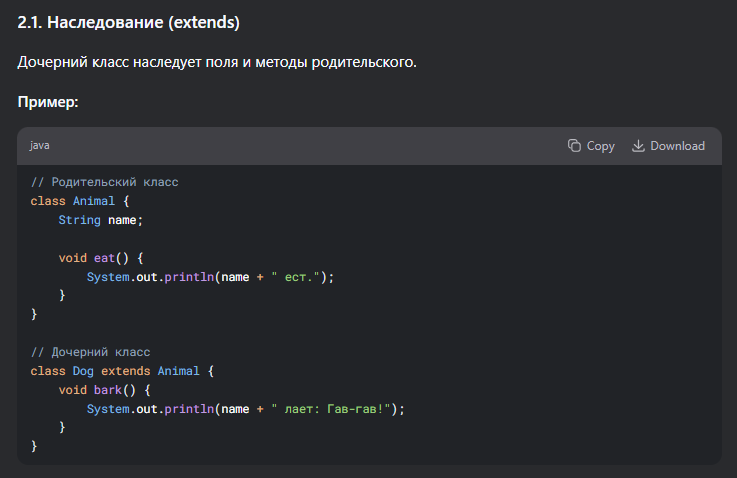 2.1. Наследование (extends)
Дочерний класс наследует поля и методы родительского.
Пример:
java
Copy
Download
// Родительский класс
class Animal {
    String name;

    void eat() {
        System.out.println(name + " ест.");
    }
}

// Дочерний класс
class Dog extends Animal {
    void bark() {
        System.out.println(name + " лает: Гав-гав!");
    }
}